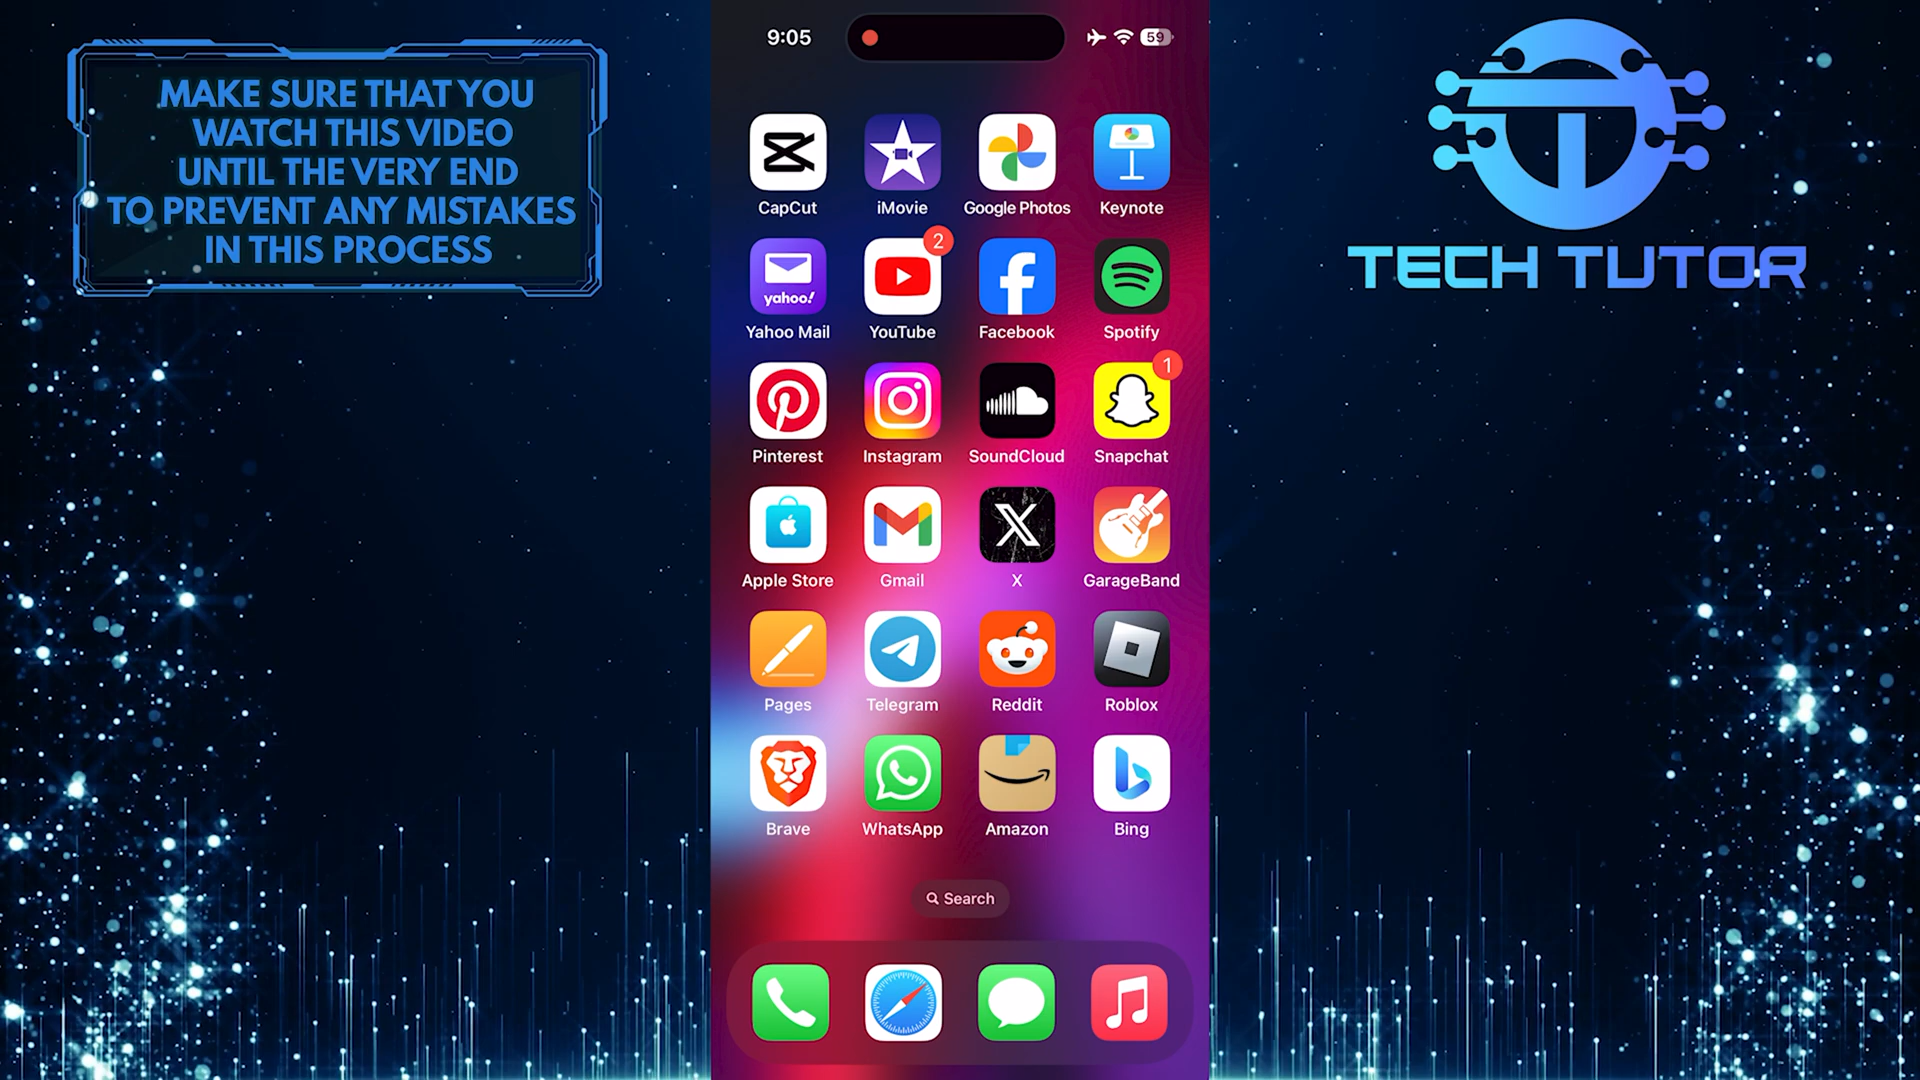 MAKE SURE THAT YOU
WATCH THIS VIDEO
UNTIL THE VERY END
TO PREVENT ANY MISTAKES
IN THIS PROCESS
9:05
59
TECH TUTOR
CapCut
iMovie
Google Photos
Keynote
yahoo!
2
Yahoo Mail
YouTube
Facebook
Spotify
1
Pinterest
Instagram
SoundCloud
Snapchat
Apple Store
Gmail
X
GarageBand
Pages
Telegram
Reddit
Roblox
Brave
WhatsApp
Amazon
Bing
Search